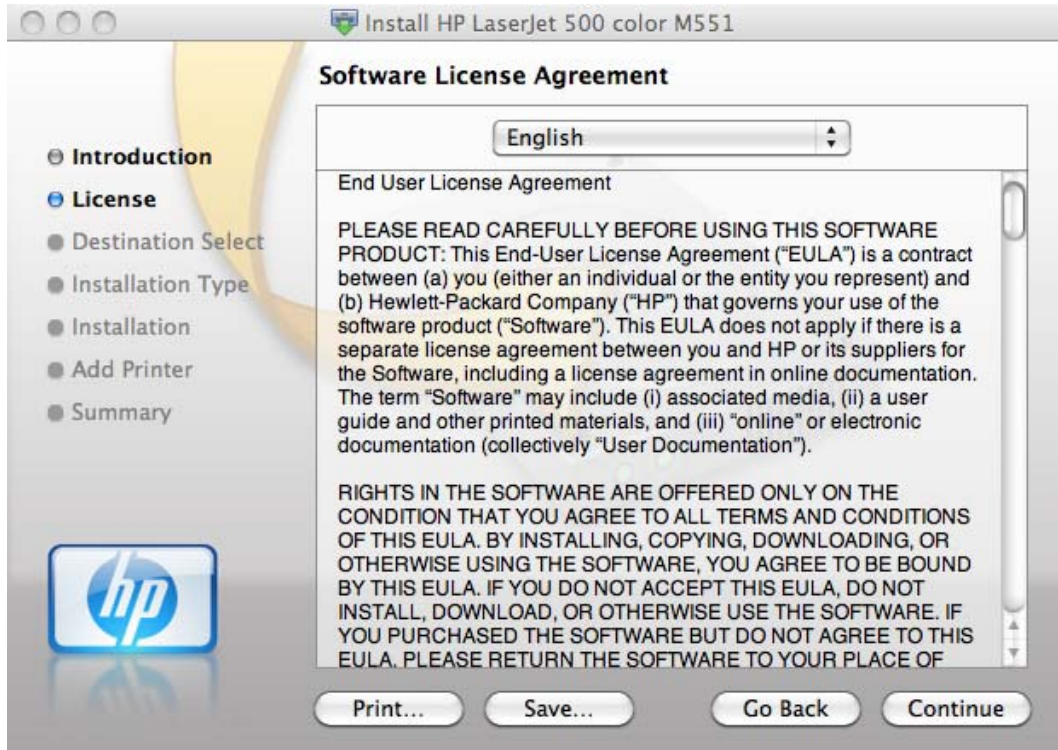 Install HP LaserJet 500 color M551
Software License Agreement
Introduction
License
Destination Select
Installation Type
Installation
Add Printer
Summary
hp
English
End User License Agreement
PLEASE READ CAREFULLY BEFORE USING THIS SOFTWARE
PRODUCT: This End-User License Agreement (“EULA”) is a contract
between (a) you (either an individual or the entity you represent) and
(b) Hewlett-Packard Company (“HP”) that governs your use of the
software product (“Software”). This EULA does not apply if there is a
separate license agreement between you and HP or its suppliers for
the Software, including a license agreement in online documentation.
The term “Software” may include (i) associated media, (ii) a user
guide and other printed materials, and (iii) “online” or electronic
documentation (collectively “User Documentation”).
RIGHTS IN THE SOFTWARE ARE OFFERED ONLY ON THE
CONDITION THAT YOU AGREE TO ALL TERMS AND CONDITIONS
OF THIS EULA. BY INSTALLING, COPYING, DOWNLOADING, OR
OTHERWISE USING THE SOFTWARE, YOU AGREE TO BE BOUND
BY THIS EULA. IF YOU DO NOT ACCEPT THIS EULA, DO NOT
INSTALL, DOWNLOAD, OR OTHERWISE USE THE SOFTWARE. IF
YOU PURCHASED THE SOFTWARE BUT DO NOT AGREE TO THIS
EULA, PLEASE RETURN THE SOFTWARE TO YOUR PLACE OF
Print...
Save...
Go Back
Continue